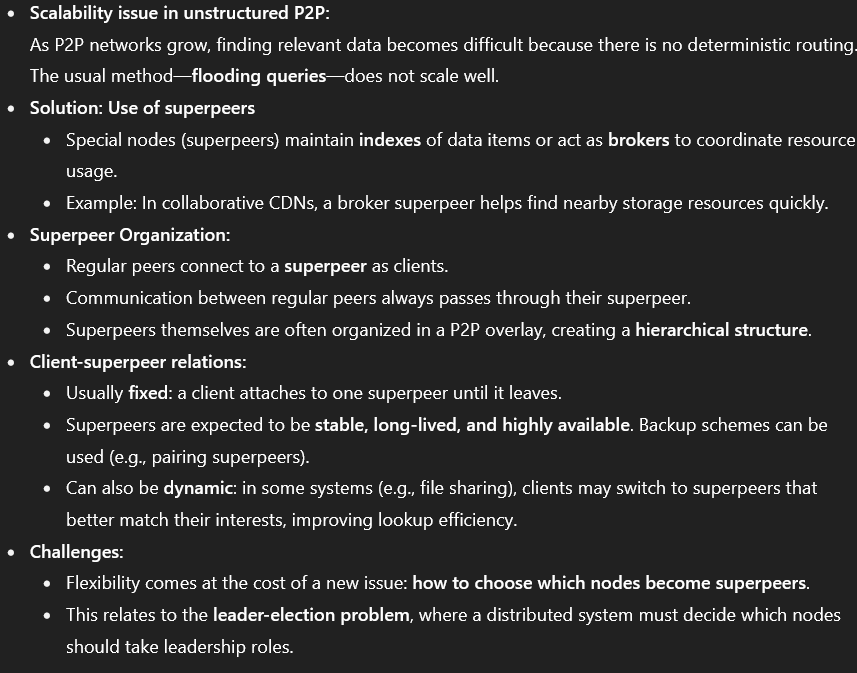 • Scalability issue in unstructured P2P:
As P2P networks grow, finding relevant data becomes difficult because there is no deterministic routing.
The usual method—flooding queries—does not scale well.
• Solution: Use of superpeers
• Special nodes (superpeers) maintain indexes of data items or act as brokers to coordinate resource
usage.
• Example: In collaborative CDNs, a broker superpeer helps find nearby storage resources quickly.
• Superpeer Organization:
• Regular peers connect to a superpeer as clients.
• Communication between regular peers always passes through their superpeer.
• Superpeers themselves are often organized in a P2P overlay, creating a hierarchical structure.
• Client-superpeer relations:
• Usually fixed: a client attaches to one superpeer until it leaves.
• Superpeers are expected to be stable, long-lived, and highly available. Backup schemes can be
used (e.g., pairing superpeers).
• Can also be dynamic: in some systems (e.g., file sharing), clients may switch to superpeers that
better match their interests, improving lookup efficiency.
• Challenges:
• Flexibility comes at the cost of a new issue: how to choose which nodes become superpeers.
• This relates to the leader-election problem, where a distributed system must decide which nodes
should take leadership roles.